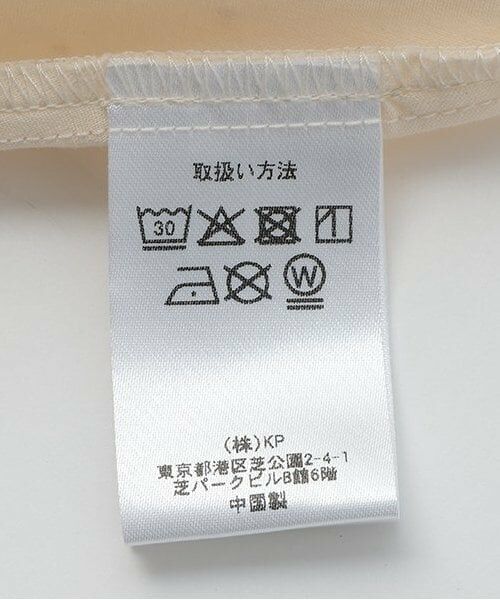 取扱い方法
30
W
(株)KP
東京都港区芝公園2-4-1
芝パークビルB館6階
中国製